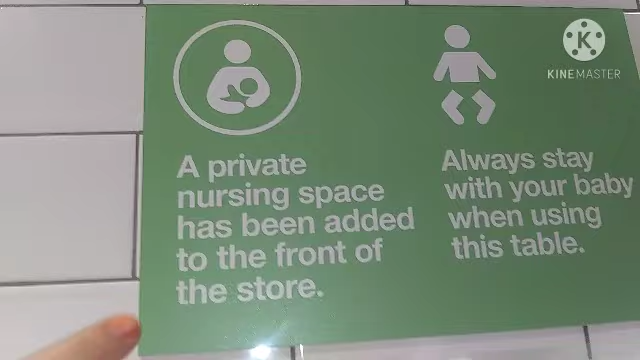 A private
nursing space
has been added
to the front of
the store.
Always stay
with your baby
when using
this table.
KINEMASTER